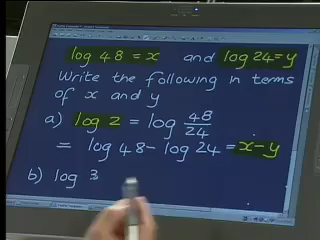 log 48 = x and log 24 = y
Write the following in terms
of x and y
a) log 2 = log 48/24
= log 48 - log 24 = x - y
b) log 3